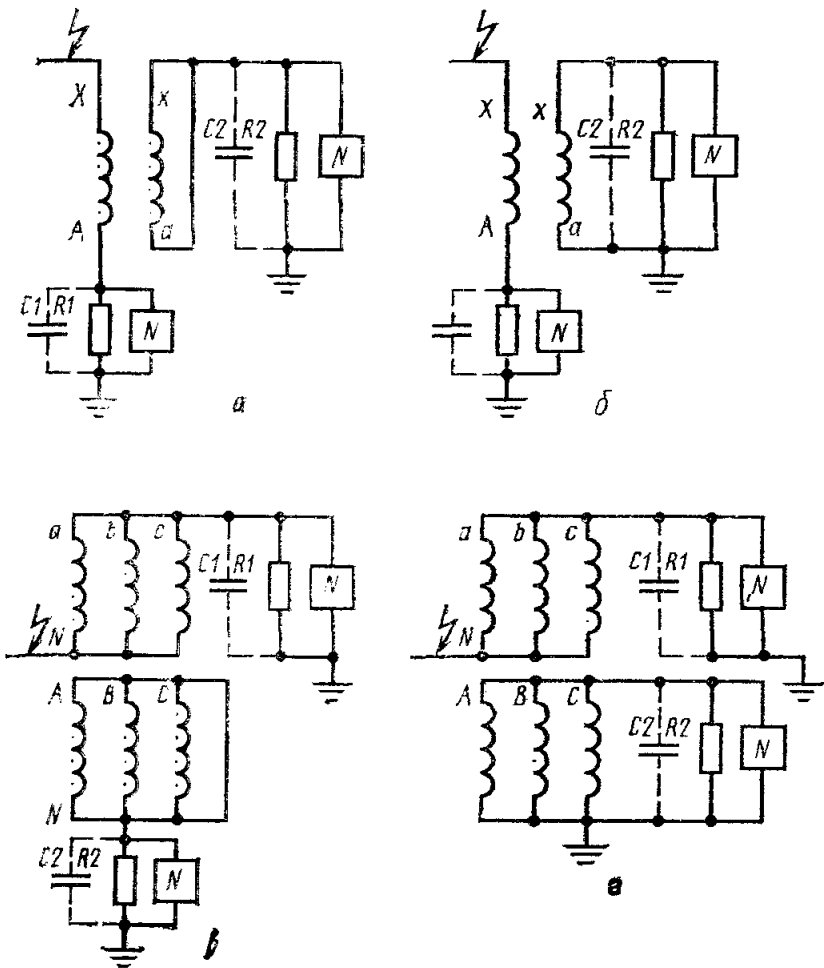 X x C2 R2 N
A a
C1 R1 N
а
X x C2 R2 N
A a
N
б
a b c C1 R1 N
N
A B C
N
C2 R2 N
в
a b c C1 R1 N
N
A B C C2 R2 N
г